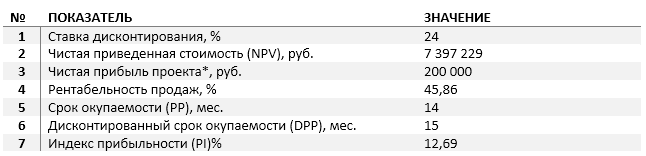 № ПОКАЗАТЕЛЬ ЗНАЧЕНИЕ
1 Ставка дисконтирования, % 24
2 Чистая приведенная стоимость (NPV), руб. 7 397 229
3 Чистая прибыль проекта*, руб. 200 000
4 Рентабельность продаж, % 45,86
5 Срок окупаемости (PP), мес. 14
6 Дисконтированный срок окупаемости (DPP), мес. 15
7 Индекс прибыльности (PI)% 12,69